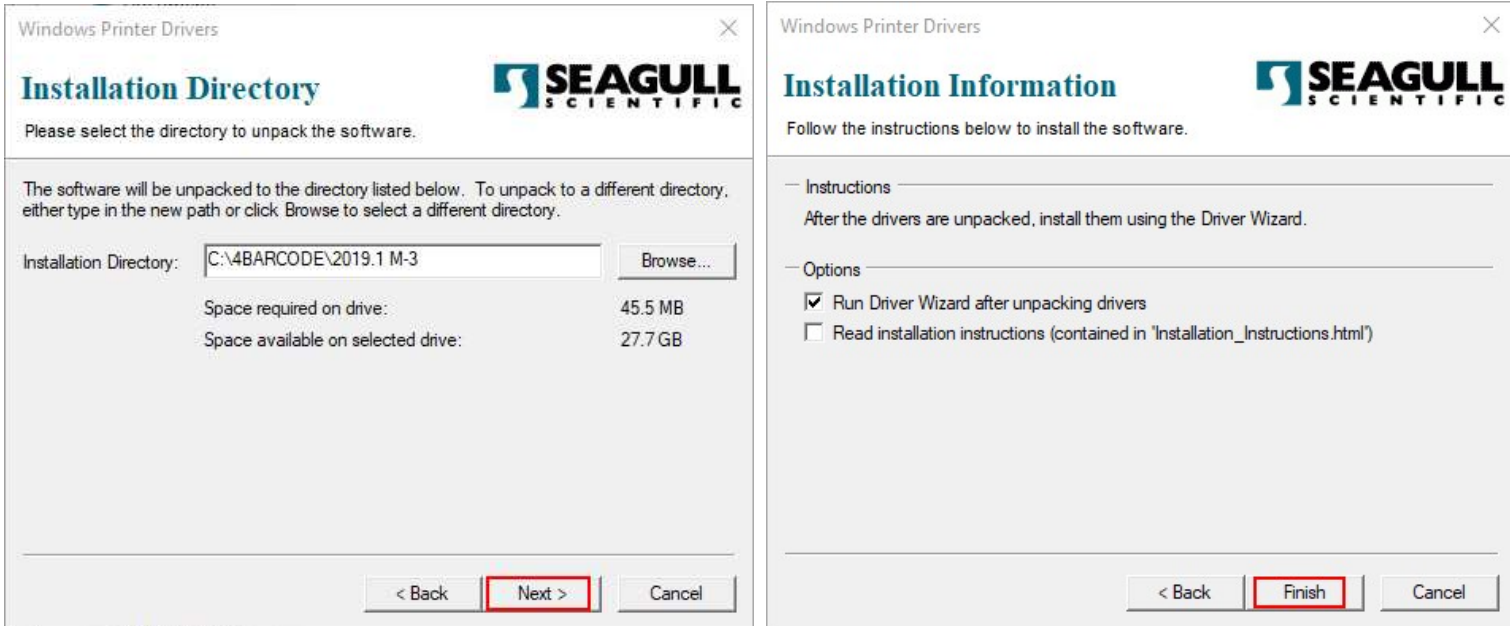 Windows Printer Drivers
Installation Directory
SEAGULL
SCIENTIFIC
Please select the directory to unpack the software.
The software will be unpacked to the directory listed below. To unpack to a different directory,
either type in the new path or click Browse to select a different directory.
Installation Directory: C:\4BARCODE\2019.1 M-3 Browse...
Space required on drive: 45.5 MB
Space available on selected drive: 27.7 GB
< Back Next > Cancel
Windows Printer Drivers
Installation Information
SEAGULL
SCIENTIFIC
Follow the instructions below to install the software.
Instructions
After the drivers are unpacked, install them using the Driver Wizard.
Options
Run Driver Wizard after unpacking drivers
Read installation instructions (contained in 'Installation_Instructions.html')
< Back Finish Cancel